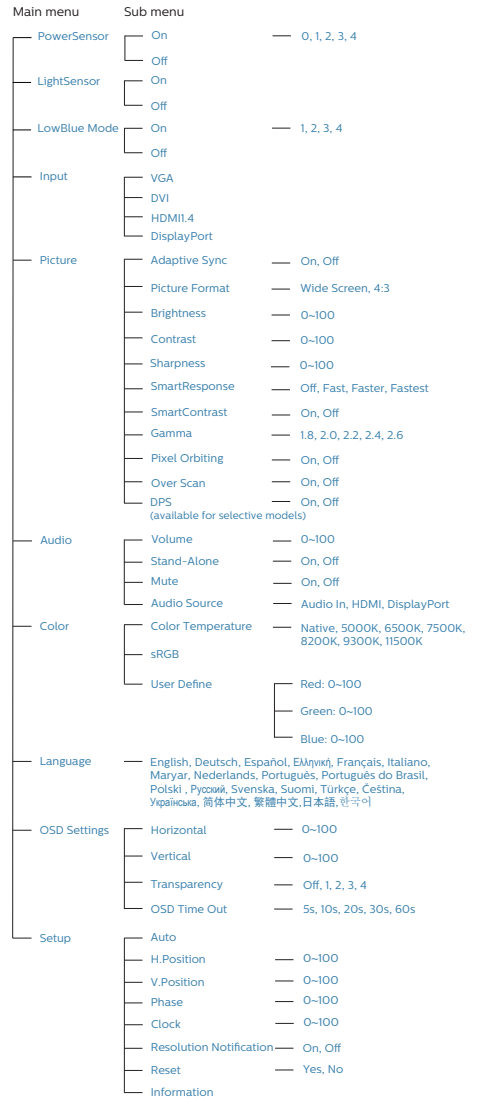 Main menu Sub menu
PowerSensor On 0, 1, 2, 3, 4
Off
LightSensor On
Off
LowBlue Mode On 1, 2, 3, 4
Off
Input VGA
DVI
HDMI1.4
DisplayPort
Picture Adaptive Sync On, Off
Picture Format Wide Screen, 4:3
Brightness 0~100
Contrast 0~100
Sharpness 0~100
SmartResponse Off, Fast, Faster, Fastest
SmartContrast On, Off
Gamma 1.8, 2.0, 2.2, 2.4, 2.6
Pixel Orbiting On, Off
Over Scan On, Off
DPS On, Off
(available for selective models)
Audio Volume 0~100
Stand-Alone On, Off
Mute On, Off
Audio Source Audio In, HDMI, DisplayPort
Color Color Temperature Native, 5000K, 6500K, 7500K,
8200K, 9300K, 11500K
sRGB
User Define Red: 0~100
Green: 0~100
Blue: 0~100
Language English, Deutsch, Español, Ελληνική, Français, Italiano,
Maryar, Nederlands, Português, Português do Brasil,
Polski , Русский, Svenska, Suomi, Türkçe, Čeština,
Українська, 简体中文, 繁體中文,日本語,한국어
OSD Settings Horizontal 0~100
Vertical 0~100
Transparency Off, 1, 2, 3, 4
OSD Time Out 5s, 10s, 20s, 30s, 60s
Setup Auto
H.Position 0~100
V.Position 0~100
Phase 0~100
Clock 0~100
Resolution Notification On, Off
Reset Yes, No
Information